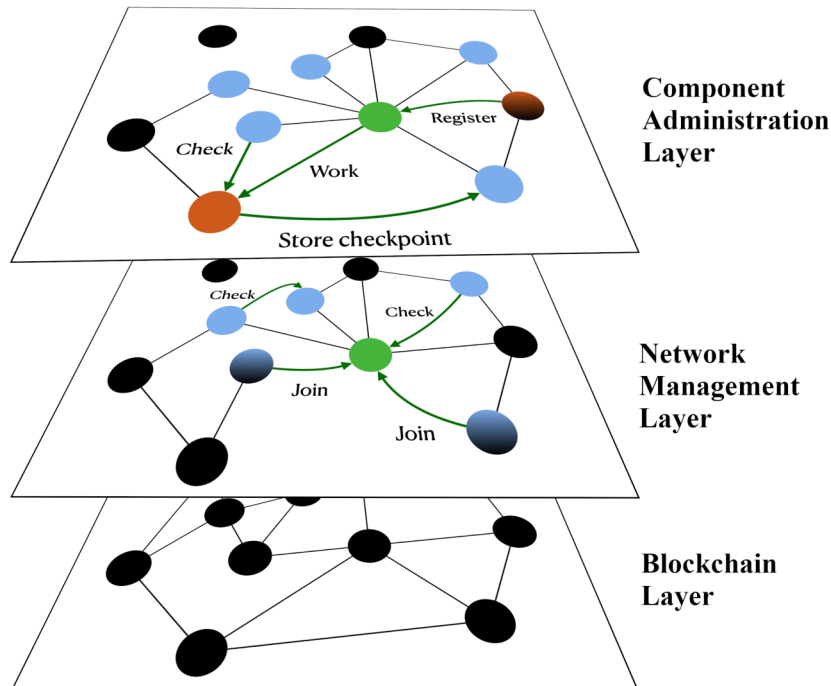 Component
Administration
Layer
Register
Check
Work
Store checkpoint
Check
Check
Join
Join
Network
Management
Layer
Blockchain
Layer